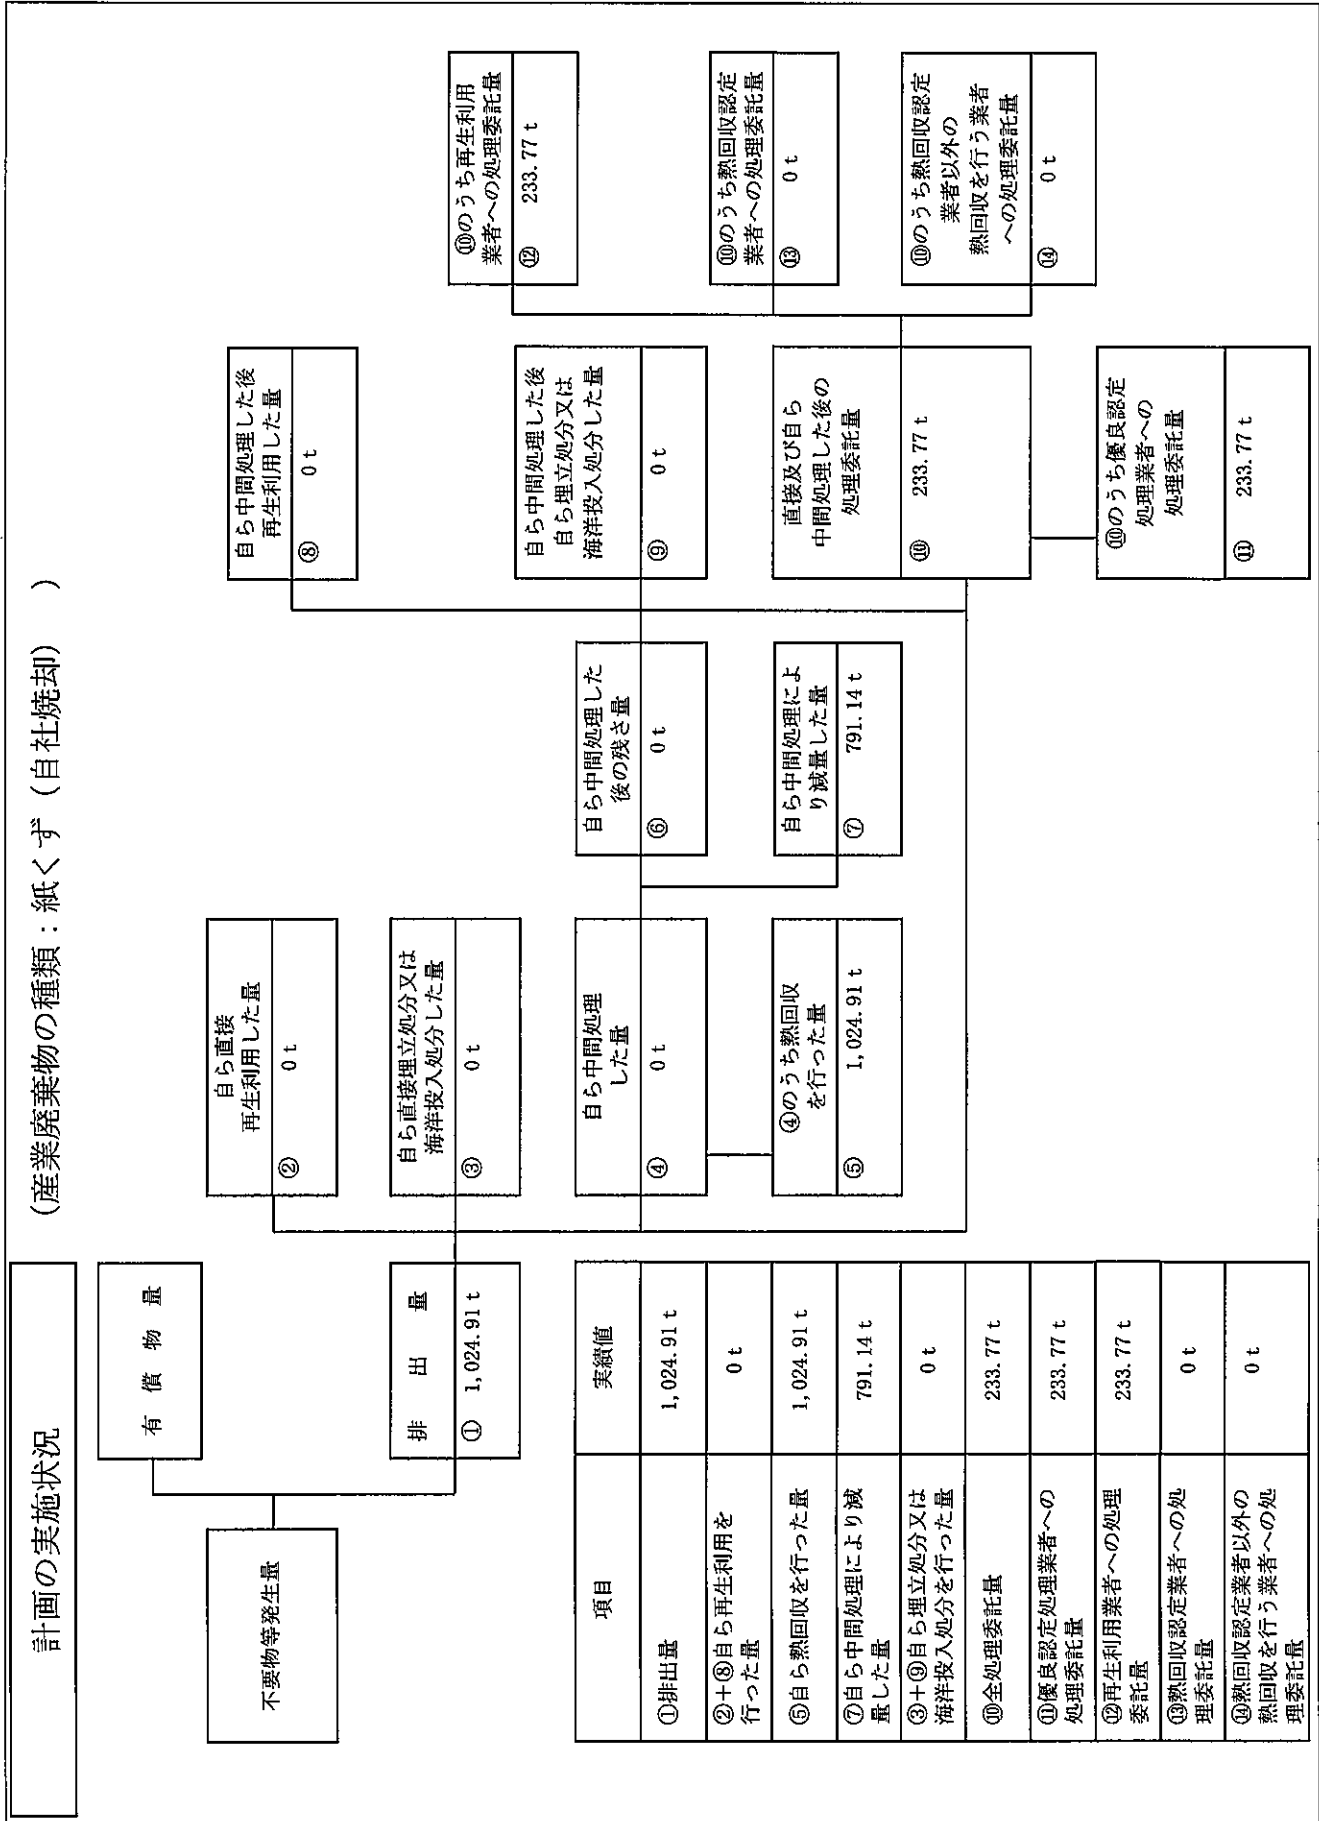 計画の実施状況
(産業廃棄物の種類：紙くず（自社焼却） )
不要物等発生量
有償物量
排出量
① 1,024.91 t
自ら直接
再生利用した量
② 0 t
自ら直接埋立処分又は
海洋投入処分した量
③ 0 t
自ら中間処理
した量
④ 0 t
④のうち熱回収
を行った量
⑤ 1,024.91 t
自ら中間処理した
後の残さ量
⑥ 0 t
自ら中間処理によ
り減量した量
⑦ 791.14 t
自ら中間処理した後
再生利用した量
⑧ 0 t
自ら中間処理した後
自ら埋立処分又は
海洋投入処分した量
⑨ 0 t
直接及び自ら
中間処理した後の
処理委託量
⑩ 233.77 t
⑩のうち優良認定
処理業者への
処理委託量
⑪ 233.77 t
⑩のうち再生利用
業者への処理委託量
⑫ 233.77 t
⑩のうち熱回収認定
業者への処理委託量
⑬ 0 t
⑩のうち熱回収認定
業者以外の
熱回収を行う業者
への処理委託量
⑭ 0 t
項目 実績値
①排出量 1,024.91 t
②+⑧自ら再生利用を
行った量 0 t
⑤自ら熱回収を行った量 1,024.91 t
⑦自ら中間処理により減
量した量 791.14 t
③+⑨自ら埋立処分又は
海洋投入処分を行った量 0 t
⑩全処理委託量 233.77 t
⑪優良認定処理業者への
処理委託量 233.77 t
⑫再生利用業者への処理
委託量 233.77 t
⑬熱回収認定業者への処
理委託量 0 t
⑭熱回収認定業者以外の
熱回収を行う業者への処
理委託量 0 t